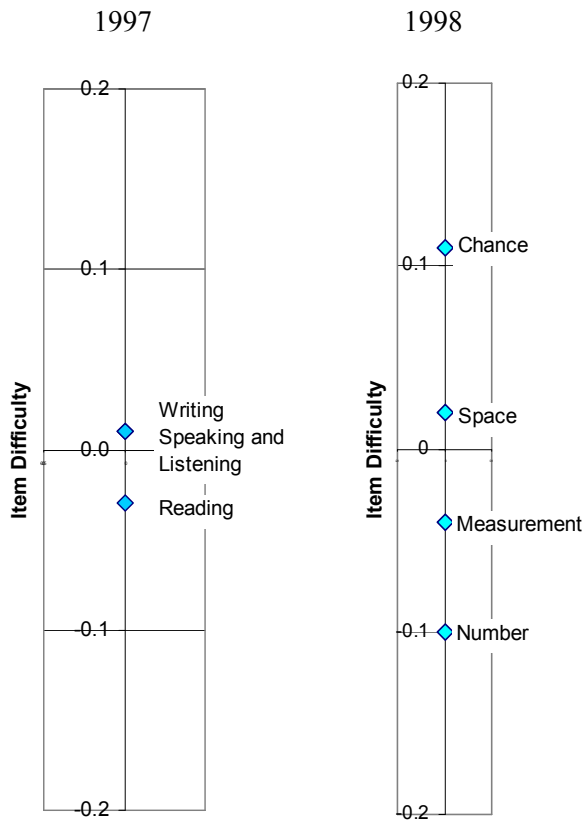 1997
1998
0.2
0.1
0.0
-0.1
-0.2
Item Difficulty
Writing
Speaking and
Listening
Reading
0.2
0.1
0
-0.1
-0.2
Item Difficulty
Chance
Space
Measurement
Number